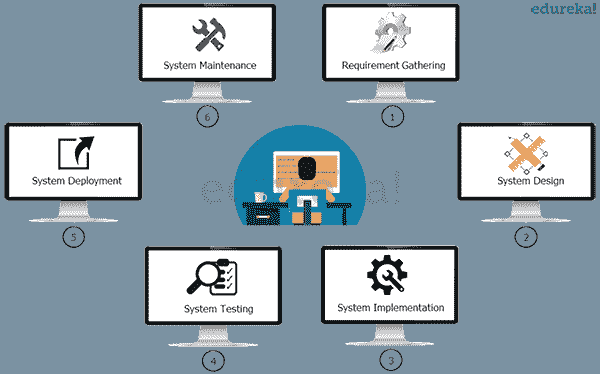 edureka!
System Maintenance
6
Requirement Gathering
1
System Deployment
5
System Design
2
edureka!
System Testing
4
System Implementation
3